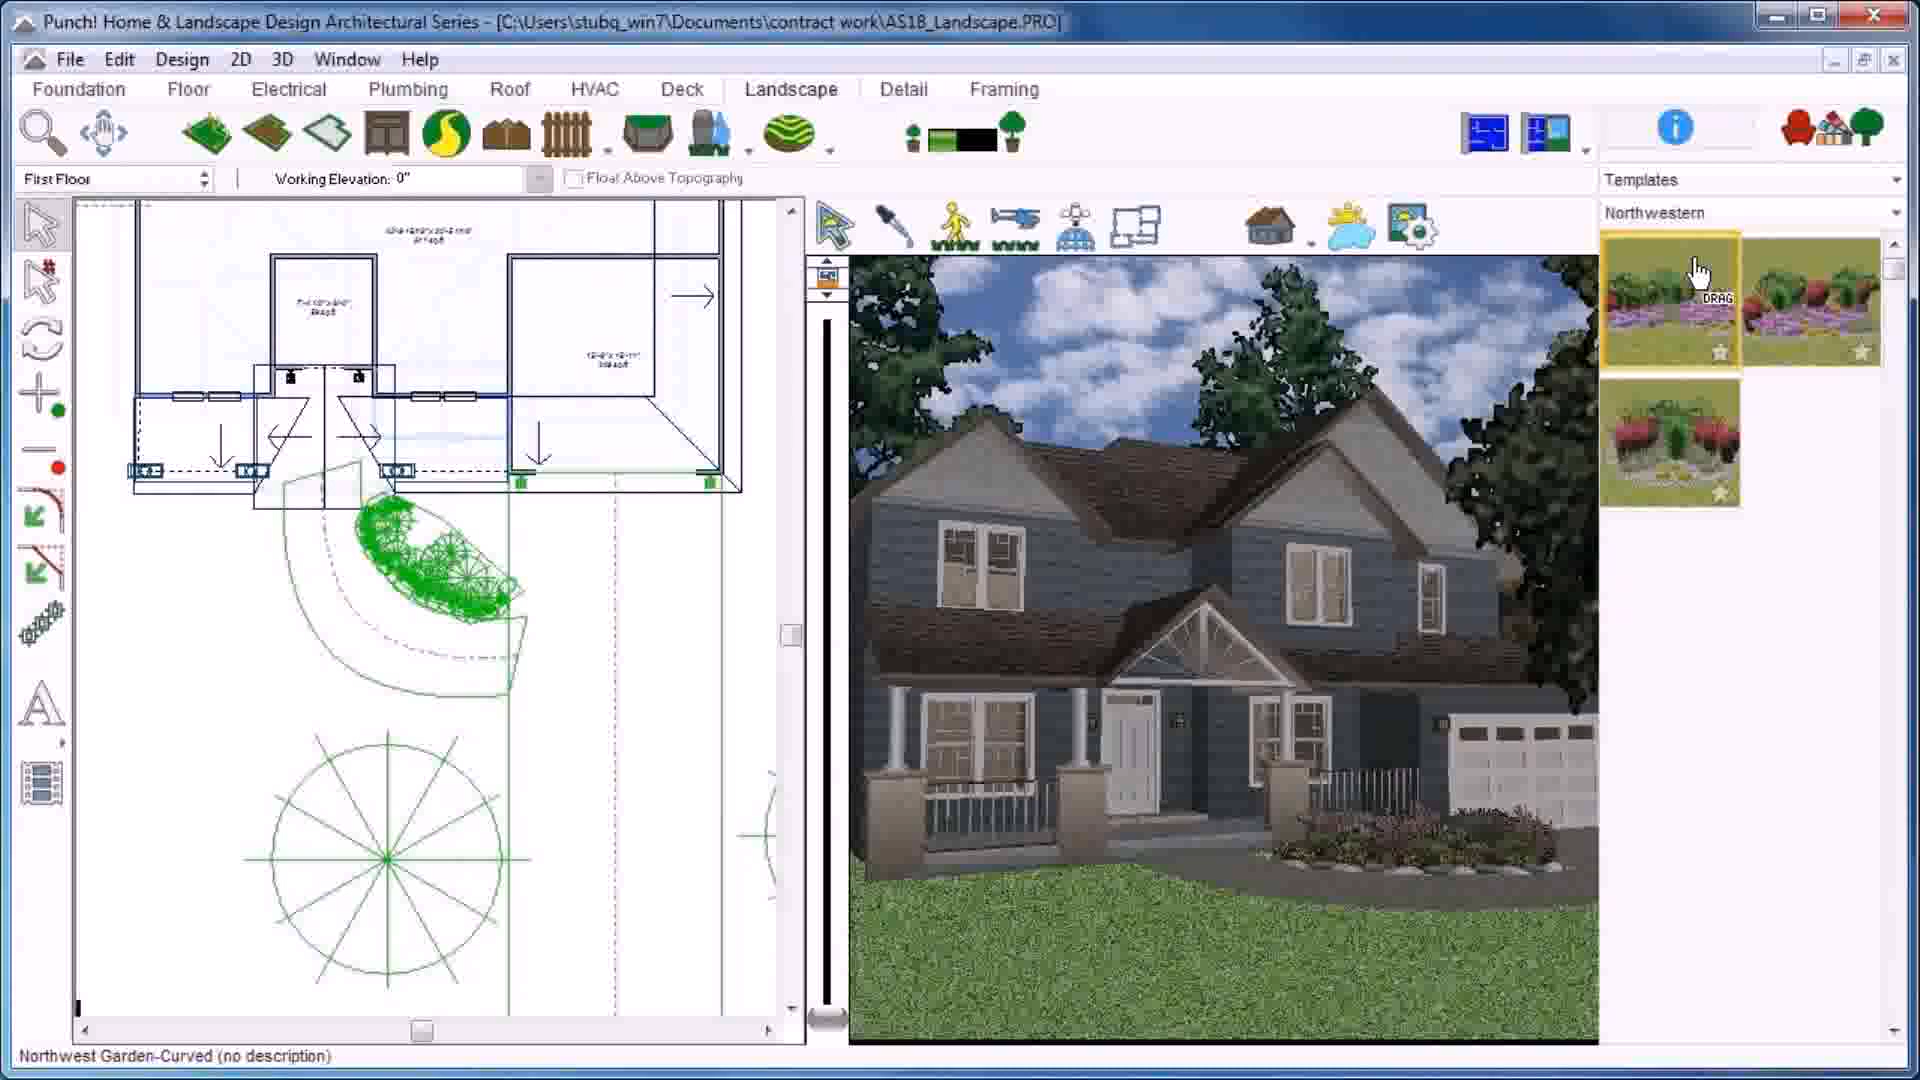 Punch! Home & Landscape Design Architectural Series - [C:\Users\stubq_win7\Documents\contract work\AS18_Landscape.PRO]
File Edit Design 2D 3D Window Help
Foundation Floor Electrical Plumbing Roof HVAC Deck Landscape Detail Framing
First Floor Working Elevation: 0" Float Above Topography
Templates
Northwestern
DRAG
Northwest Garden-Curved (no description)